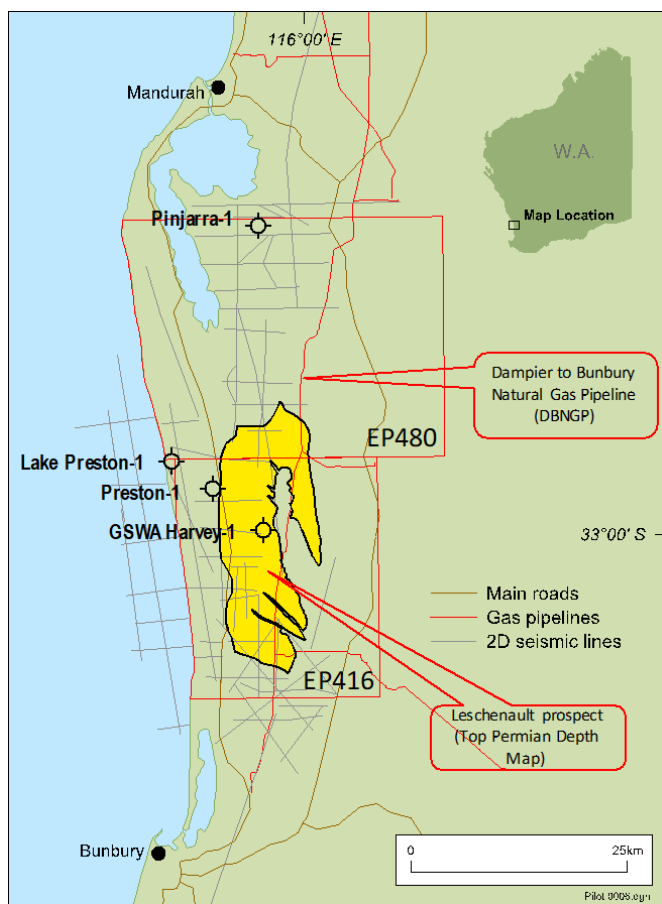 116°00' E
Mandurah
W.A.
Map Location
Pinjarra-1
Dampier to Bunbury
Natural Gas Pipeline
(DBNGP)
EP480
Lake Preston-1
Preston-1
GSWA Harvey-1
33°00' S
Main roads
Gas pipelines
2D seismic lines
EP416
Leschenault prospect
(Top Permian Depth
Map)
Bunbury
0
25km